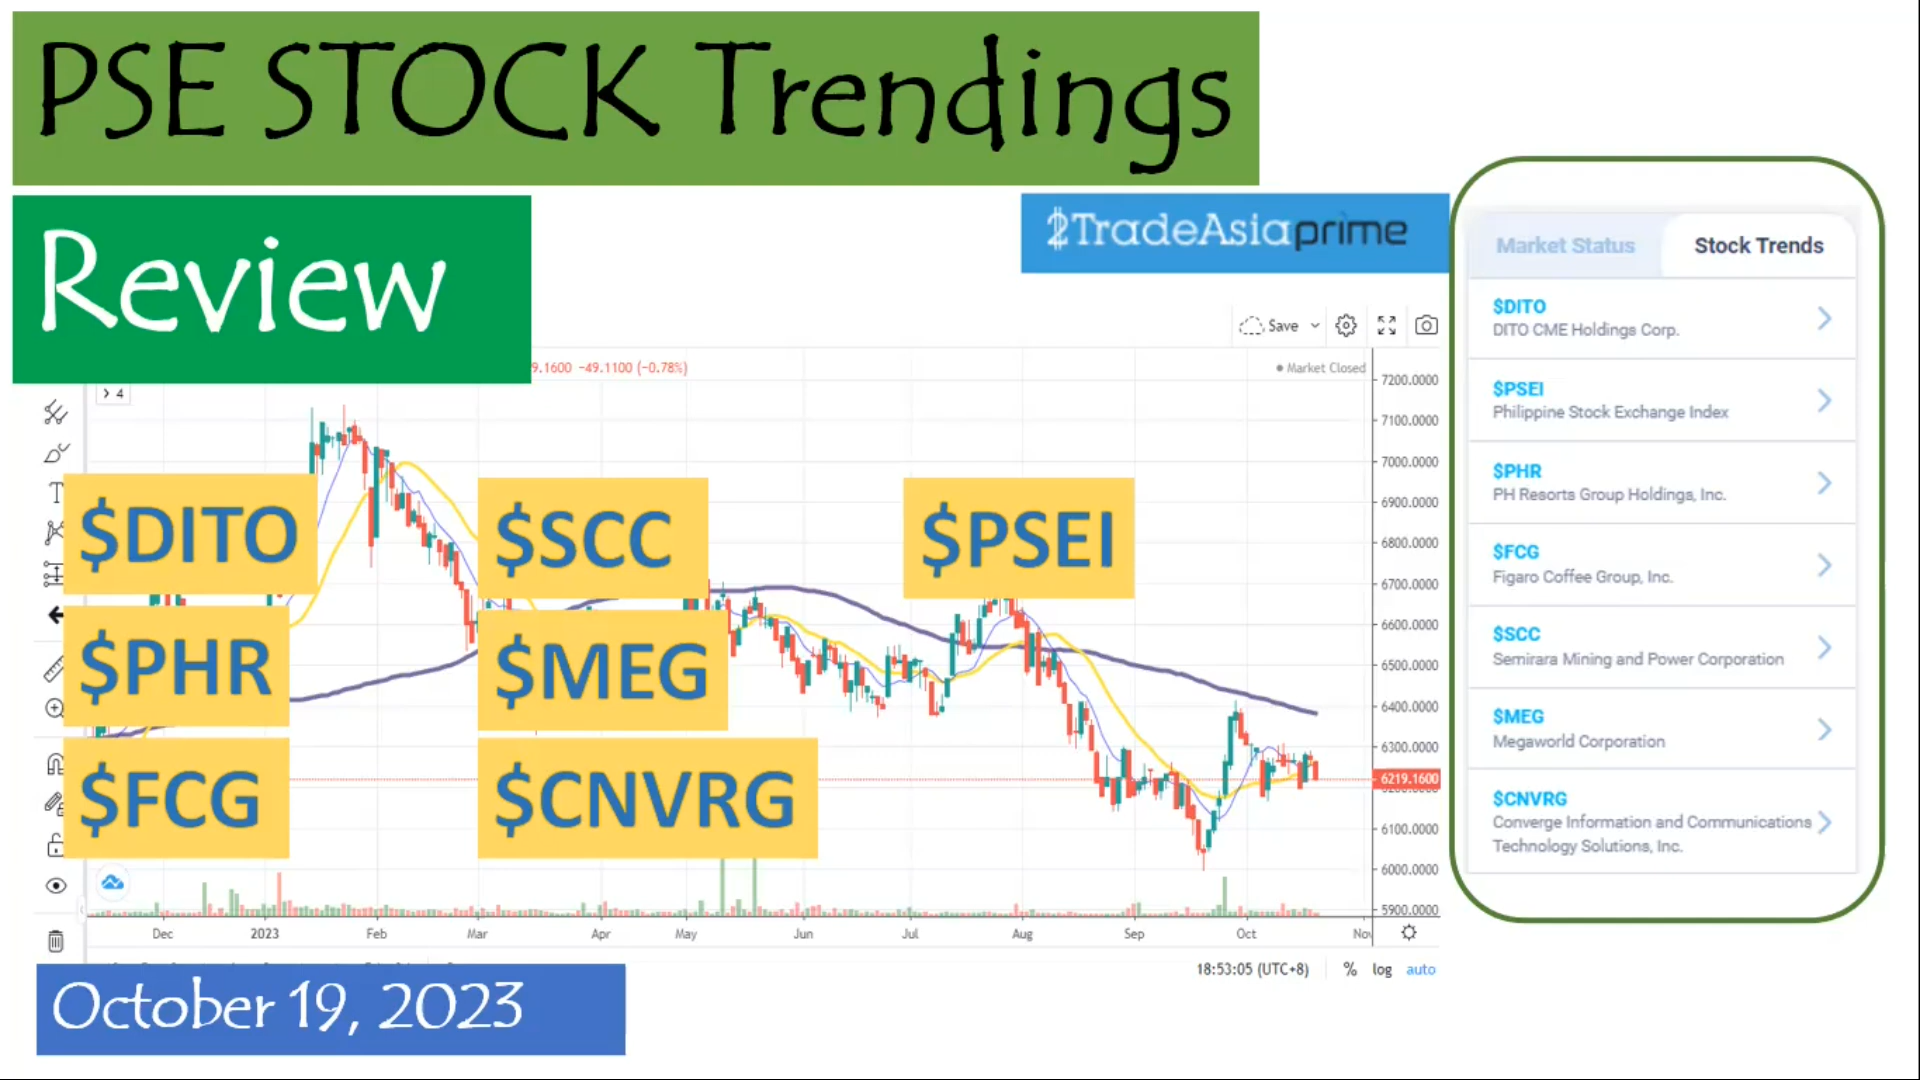 PSE STOCK Trendings
Review
TradeAsiaprime
Market Status
Stock Trends
$DITO
DITO CME Holdings Corp.
$PSEI
Philippine Stock Exchange Index
$PHR
PH Resorts Group Holdings, Inc.
$FCG
Figaro Coffee Group, Inc.
$SCC
Semirara Mining and Power Corporation
$MEG
Megaworld Corporation
$CNVRG
Converge Information and Communications
Technology Solutions, Inc.
Save
9.1600 -49.1100 (-0.78%)
Market Closed
4
7200.0000
7100.0000
7000.0000
6900.0000
6800.0000
6700.0000
6600.0000
6500.0000
6400.0000
6300.0000
6219.1600
6100.0000
6000.0000
5900.0000
$DITO
$SCC
$PSEI
$PHR
$MEG
$FCG
$CNVRG
Dec 2023 Feb Mar Apr May Jun Jul Aug Sep Oct
18:53:05 (UTC+8) % log auto
October 19, 2023